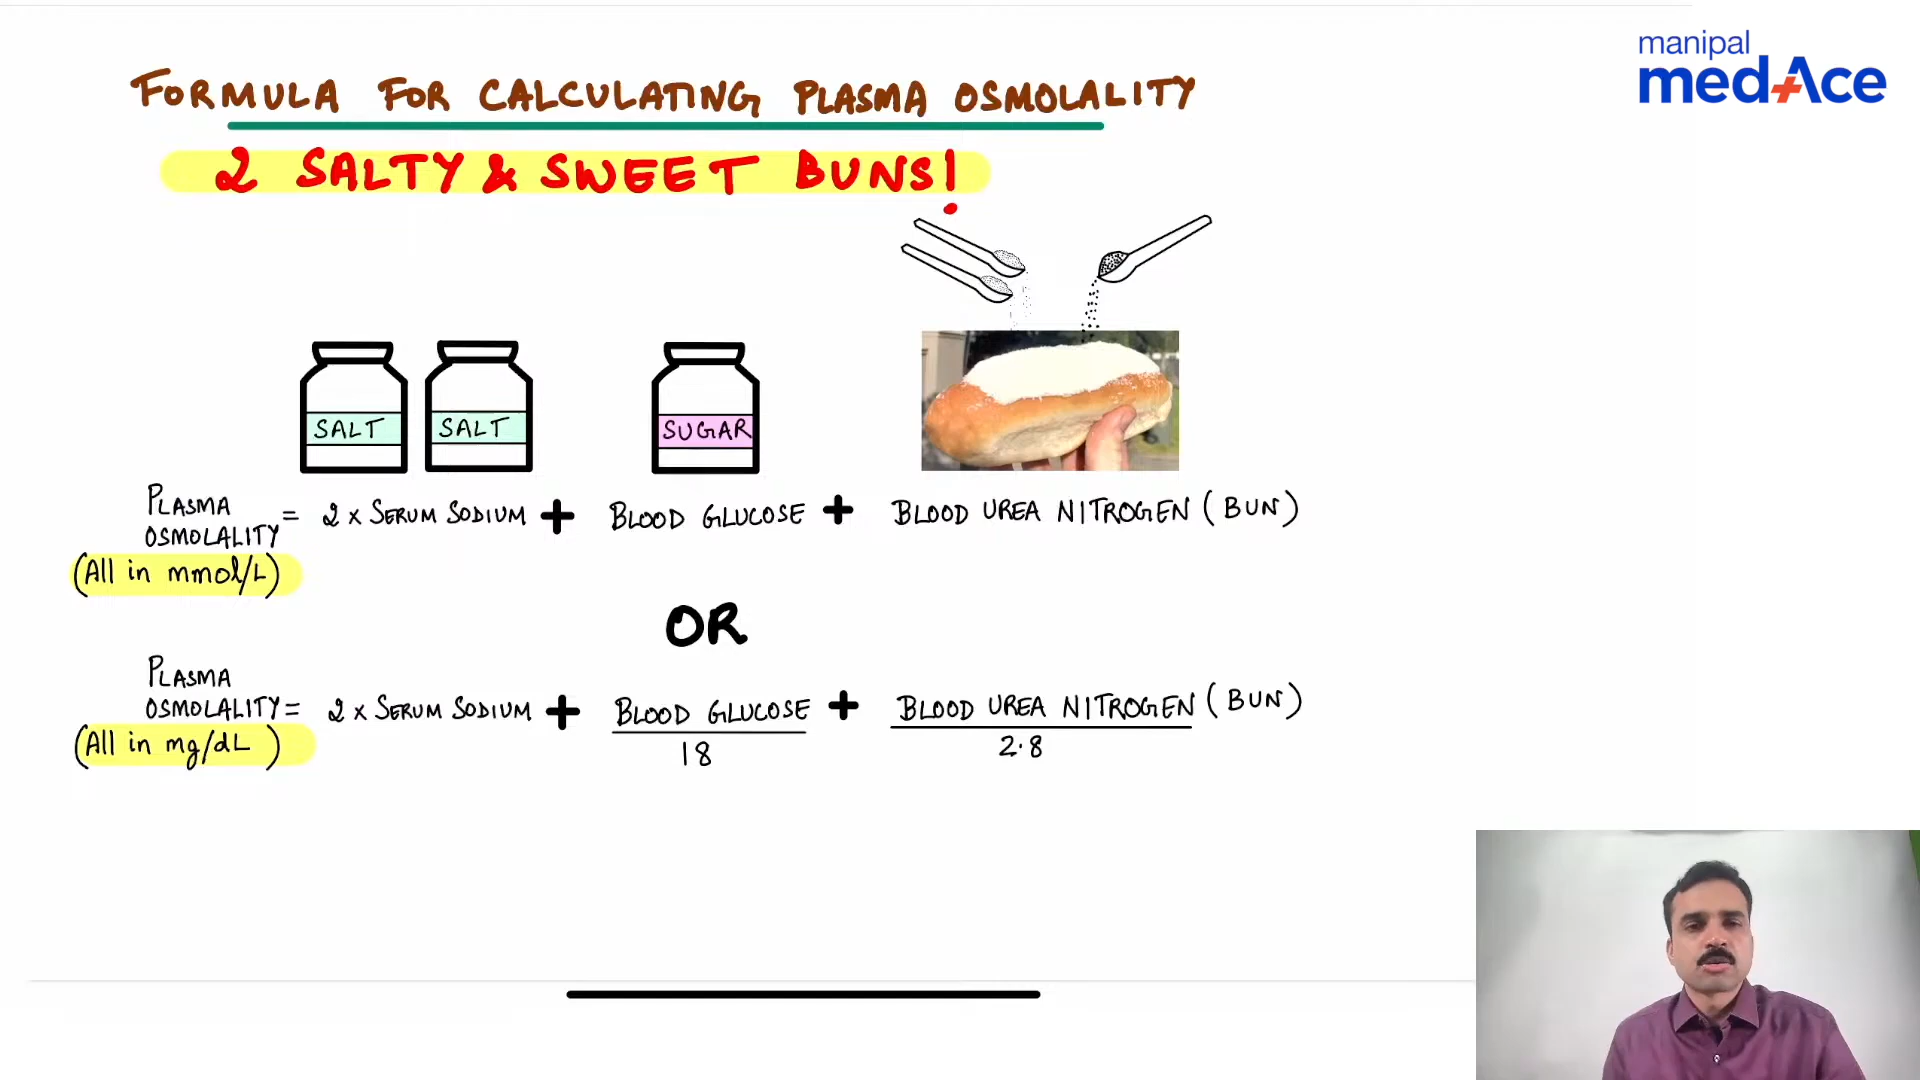 manipal
medAce
FORMULA FOR CALCULATING PLASMA OSMOLALITY
2 SALTY & SWEET BUNS!
SALT
SALT
SUGAR
PLASMA
OSMOLALITY = 2 x SERUM SODIUM + BLOOD GLUCOSE + BLOOD UREA NITROGEN (BUN)
(All in mmol/L)
OR
PLASMA
OSMOLALITY = 2 x SERUM SODIUM + BLOOD GLUCOSE + BLOOD UREA NITROGEN (BUN)
18 2.8
(All in mg/dL)